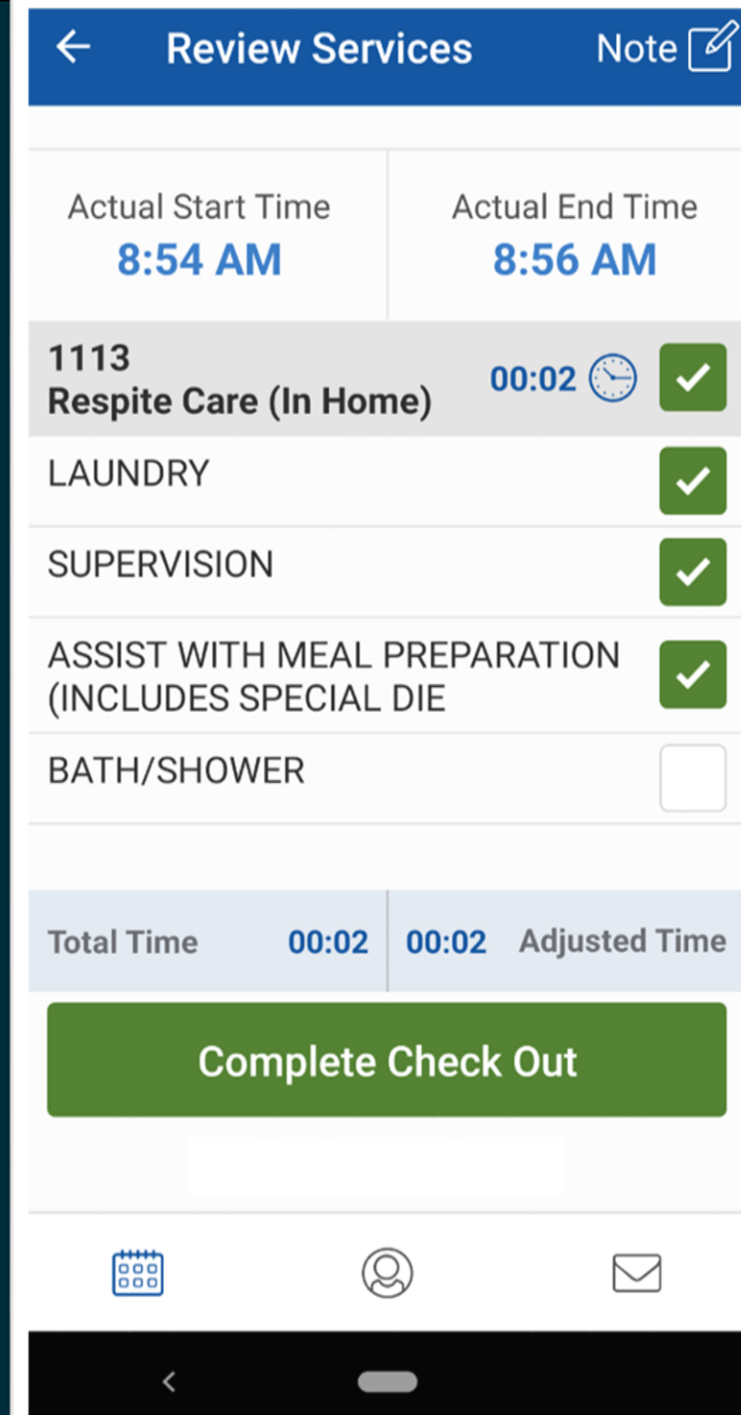 Review Services Note
Actual Start Time Actual End Time
8:54 AM 8:56 AM
1113
Respite Care (In Home) 00:02
LAUNDRY
SUPERVISION
ASSIST WITH MEAL PREPARATION
(INCLUDES SPECIAL DIE
BATH/SHOWER
Total Time 00:02 00:02 Adjusted Time
Complete Check Out